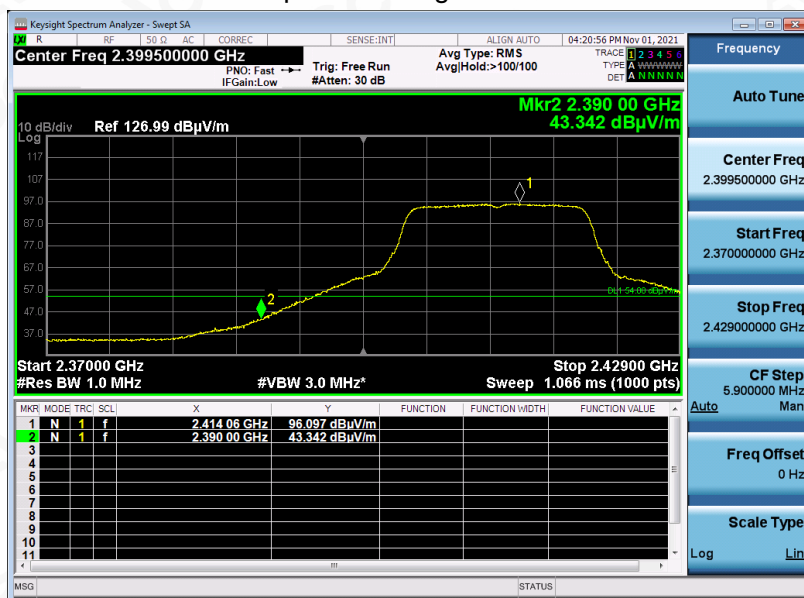 Keysight Spectrum Analyzer - Swept SA
LXI R RF 50 Ω AC CORREC SENSE:INT ALIGN AUTO 04:20:56 PM Nov 01, 2021
Center Freq 2.399500000 GHz
PNO: Fast
IFGain:Low
Trig: Free Run
#Atten: 30 dB
Avg Type: RMS
Avg|Hold:>100/100
TRACE 1 2 3 4 5 6
TYPE A WWWWW
DET A N N N N N
Mkr2 2.390 00 GHz
43.342 dBµV/m
10 dB/div Ref 126.99 dBµV/m
Log
117
107
97.0
87.0
77.0
67.0
57.0
47.0
37.0
1
2
DL1 54.00 dBµV/m
Start 2.37000 GHz Stop 2.42900 GHz
#Res BW 1.0 MHz #VBW 3.0 MHz* Sweep 1.066 ms (1000 pts)
MKR MODE TRC SCL X Y FUNCTION FUNCTION WIDTH FUNCTION VALUE
1 N 1 f 2.414 06 GHz 96.097 dBuV/m
2 N 1 f 2.390 00 GHz 43.342 dBuV/m
3
4
5
6
7
8
9
10
11
MSG STATUS
Frequency
Auto Tune
Center Freq
2.399500000 GHz
Start Freq
2.370000000 GHz
Stop Freq
2.429000000 GHz
CF Step
5.900000 MHz
Auto Man
Freq Offset
0 Hz
Scale Type
Log Lin